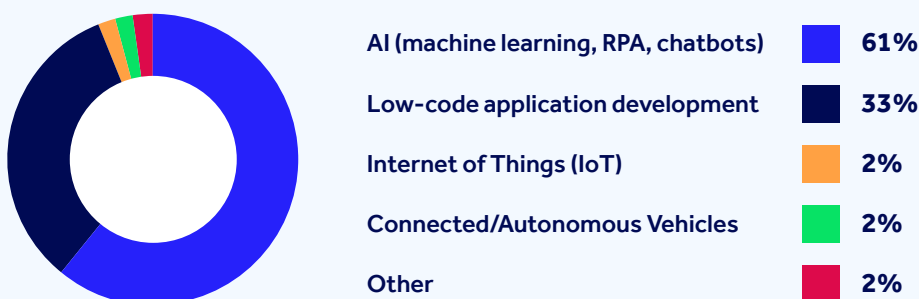 AI (machine learning, RPA, chatbots) 61%
Low-code application development 33%
Internet of Things (IoT) 2%
Connected/Autonomous Vehicles 2%
Other 2%